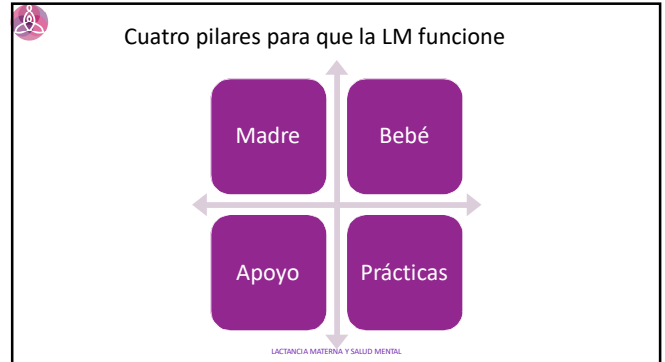 Cuatro pilares para que la LM funcione
Madre
Bebé
Apoyo
Prácticas
LACTANCIA MATERNA Y SALUD MENTAL